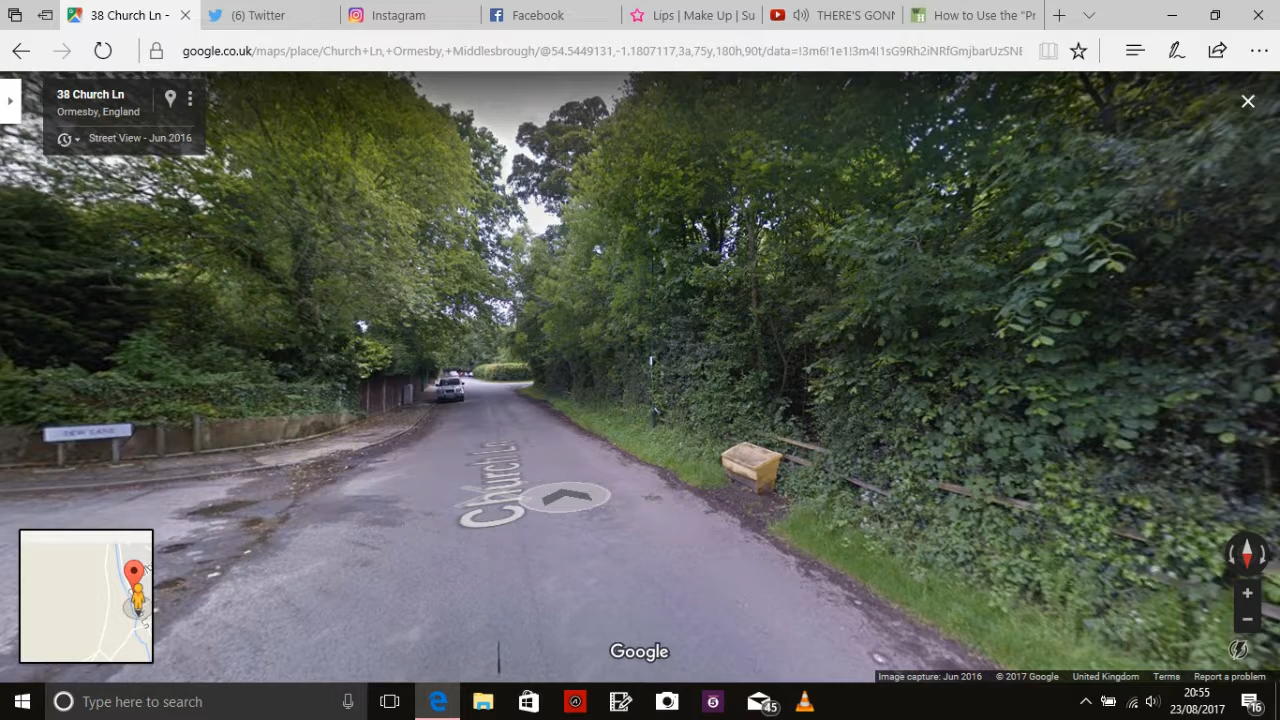 38 Church Ln -
(6) Twitter
Instagram
Facebook
Lips | Make Up | Su
THERE'S GONN
How to Use the "Pr
google.co.uk/maps/place/Church+Ln,+Ormesby,+Middlesbrough/@54.5449131,-1.1807117,3a,75y,180h,90t/data=!3m6!1e1!3m4!1sG9Rh2iNRfGmjbarUzSNE
38 Church Ln
Ormesby, England
Street View - Jun 2016
Google
Church Ln
Google
Image capture: Jun 2016 © 2017 Google United Kingdom Terms Report a problem
Type here to search
45
20:55
23/08/2017
16